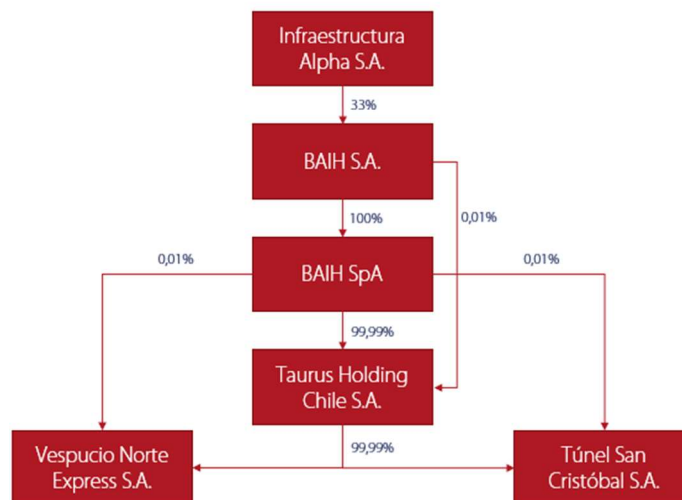 Infraestructura
Alpha S.A.
33%
BAIH S.A.
100%
0,01%
0,01%
BAIH SpA
0,01%
99,99%
Taurus Holding
Chile S.A.
99,99%
Vespucio Norte
Express S.A.
Túnel San
Cristóbal S.A.